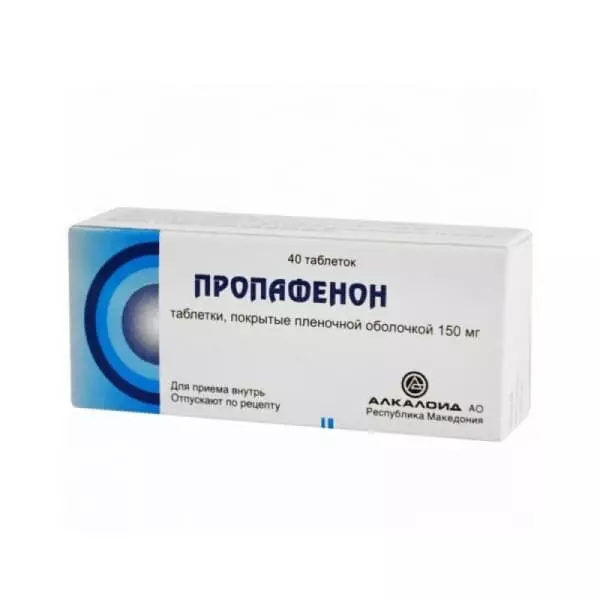 40 таблеток
ПРОПАФЕНОН
таблетки, покрытые пленочной оболочкой 150 мг
Для приема внутрь
Отпускают по рецепту
АЛКАЛОИД АО
Республика Македония